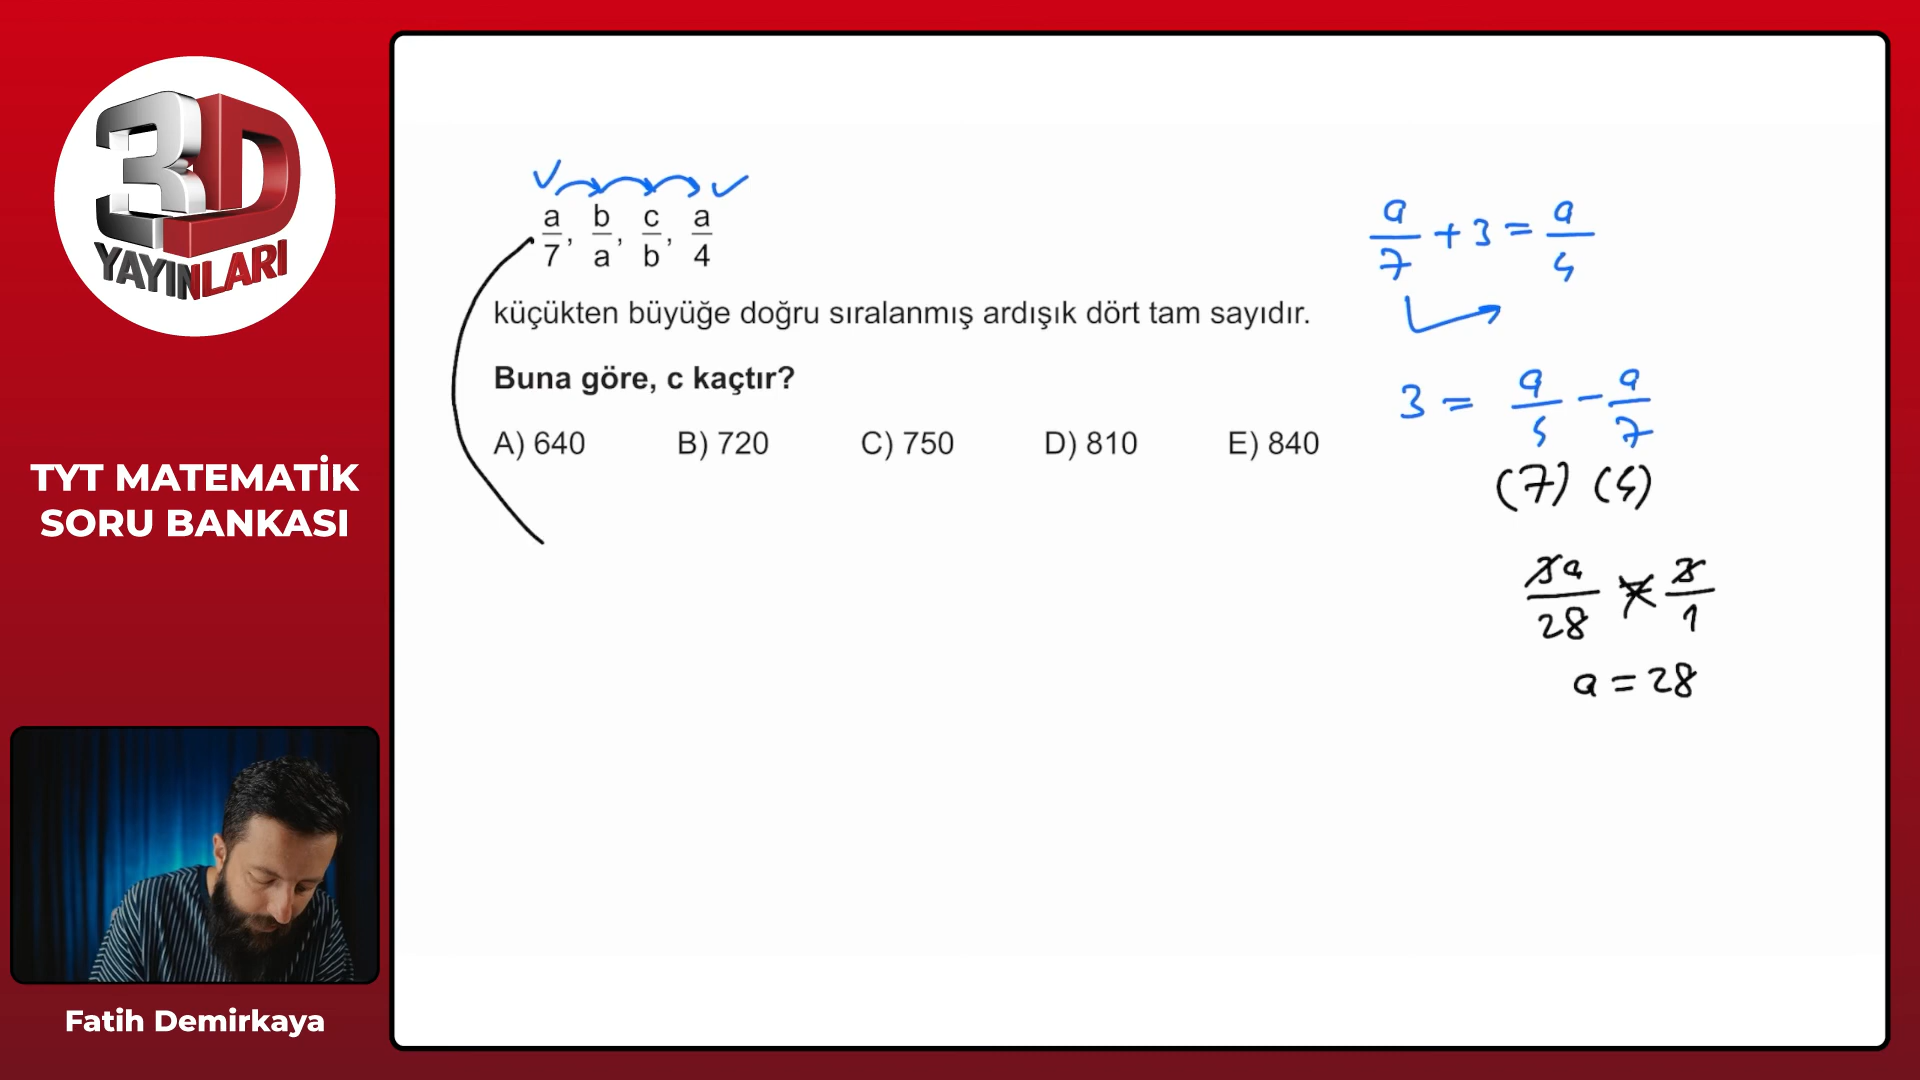 3D
YAYINLARI
TYT MATEMATİK
SORU BANKASI
Fatih Demirkaya
a/7, b/a, c/b, a/4
küçükten büyüğe doğru sıralanmış ardışık dört tam sayıdır.
Buna göre, c kaçtır?
A) 640 B) 720 C) 750 D) 810 E) 840
a/7 + 3 = a/4
3 = a/4 - a/7
(7) (4)
3a/28 = 3/1
a = 28